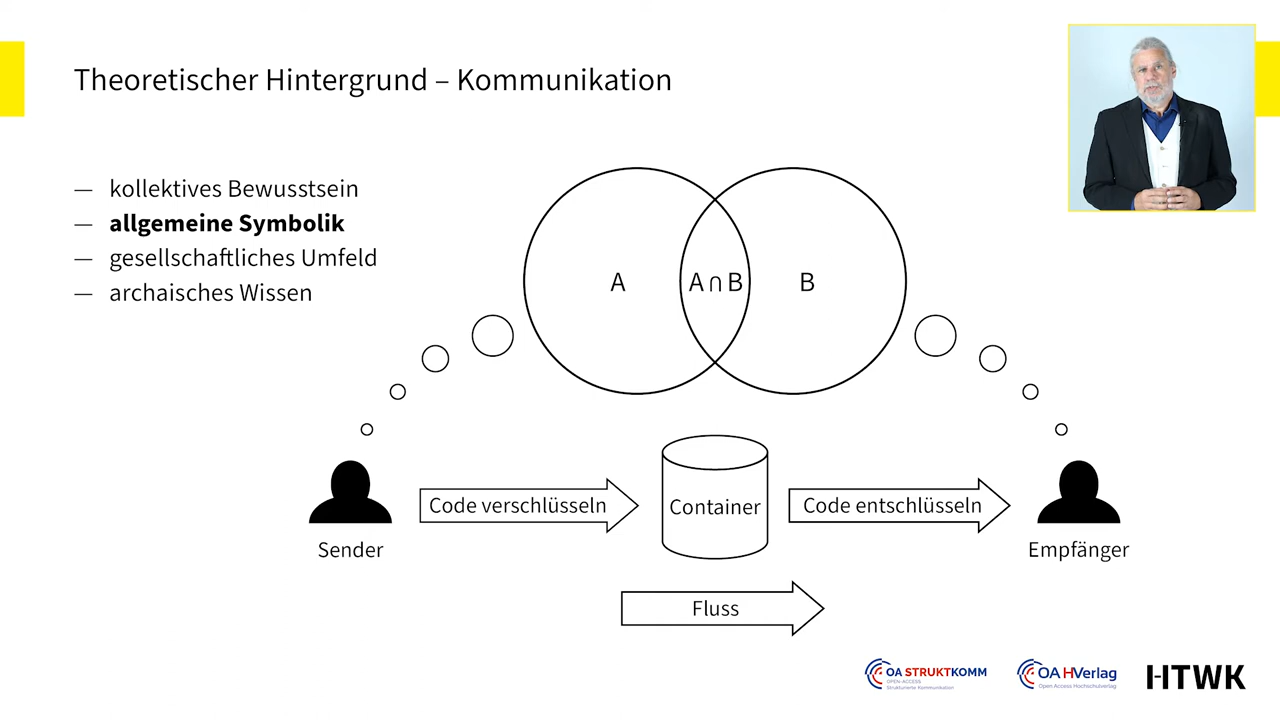 Theoretischer Hintergrund – Kommunikation
— kollektives Bewusstsein
— allgemeine Symbolik
— gesellschaftliches Umfeld
— archaisches Wissen
A
A ∩ B
B
Code verschlüsseln
Container
Code entschlüsseln
Sender
Empfänger
Fluss
OA STRUKTKOMM
OPEN-ACCESS
Strukturierte Kommunikation
OA HVerlag
Open Access Hochschulverlag
HTWK